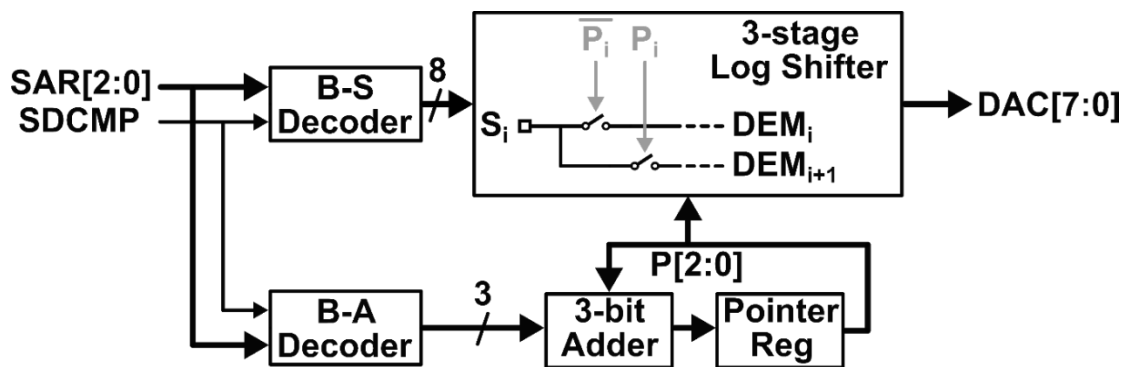 SAR[2:0]
SDCMP
B-S
Decoder
8
P̅i̅ Pi
3-stage
Log Shifter
Si
DEMi
DEMi+1
DAC[7:0]
B-A
Decoder
3
3-bit
Adder
P[2:0]
Pointer
Reg